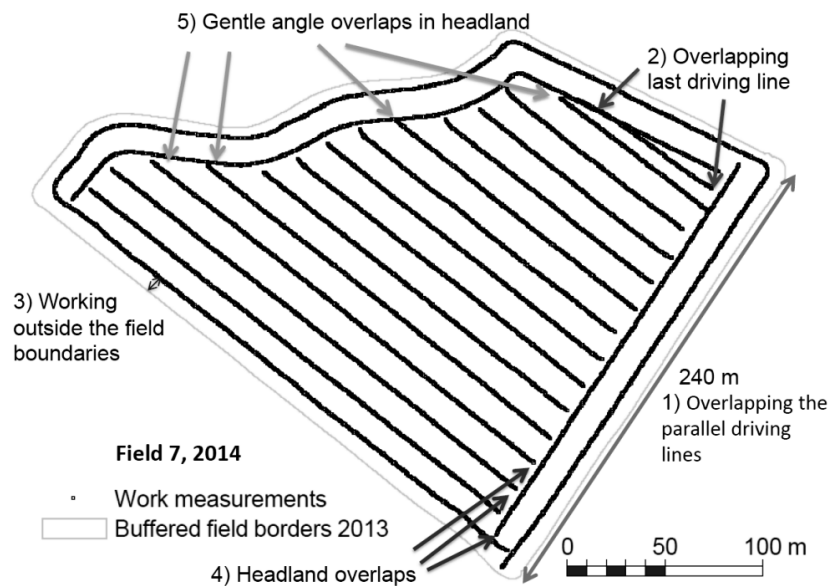 5) Gentle angle overlaps in headland
2) Overlapping
last driving line
3) Working
outside the field
boundaries
240 m
1) Overlapping the
parallel driving
lines
Field 7, 2014
Work measurements
Buffered field borders 2013
4) Headland overlaps
0 50 100 m